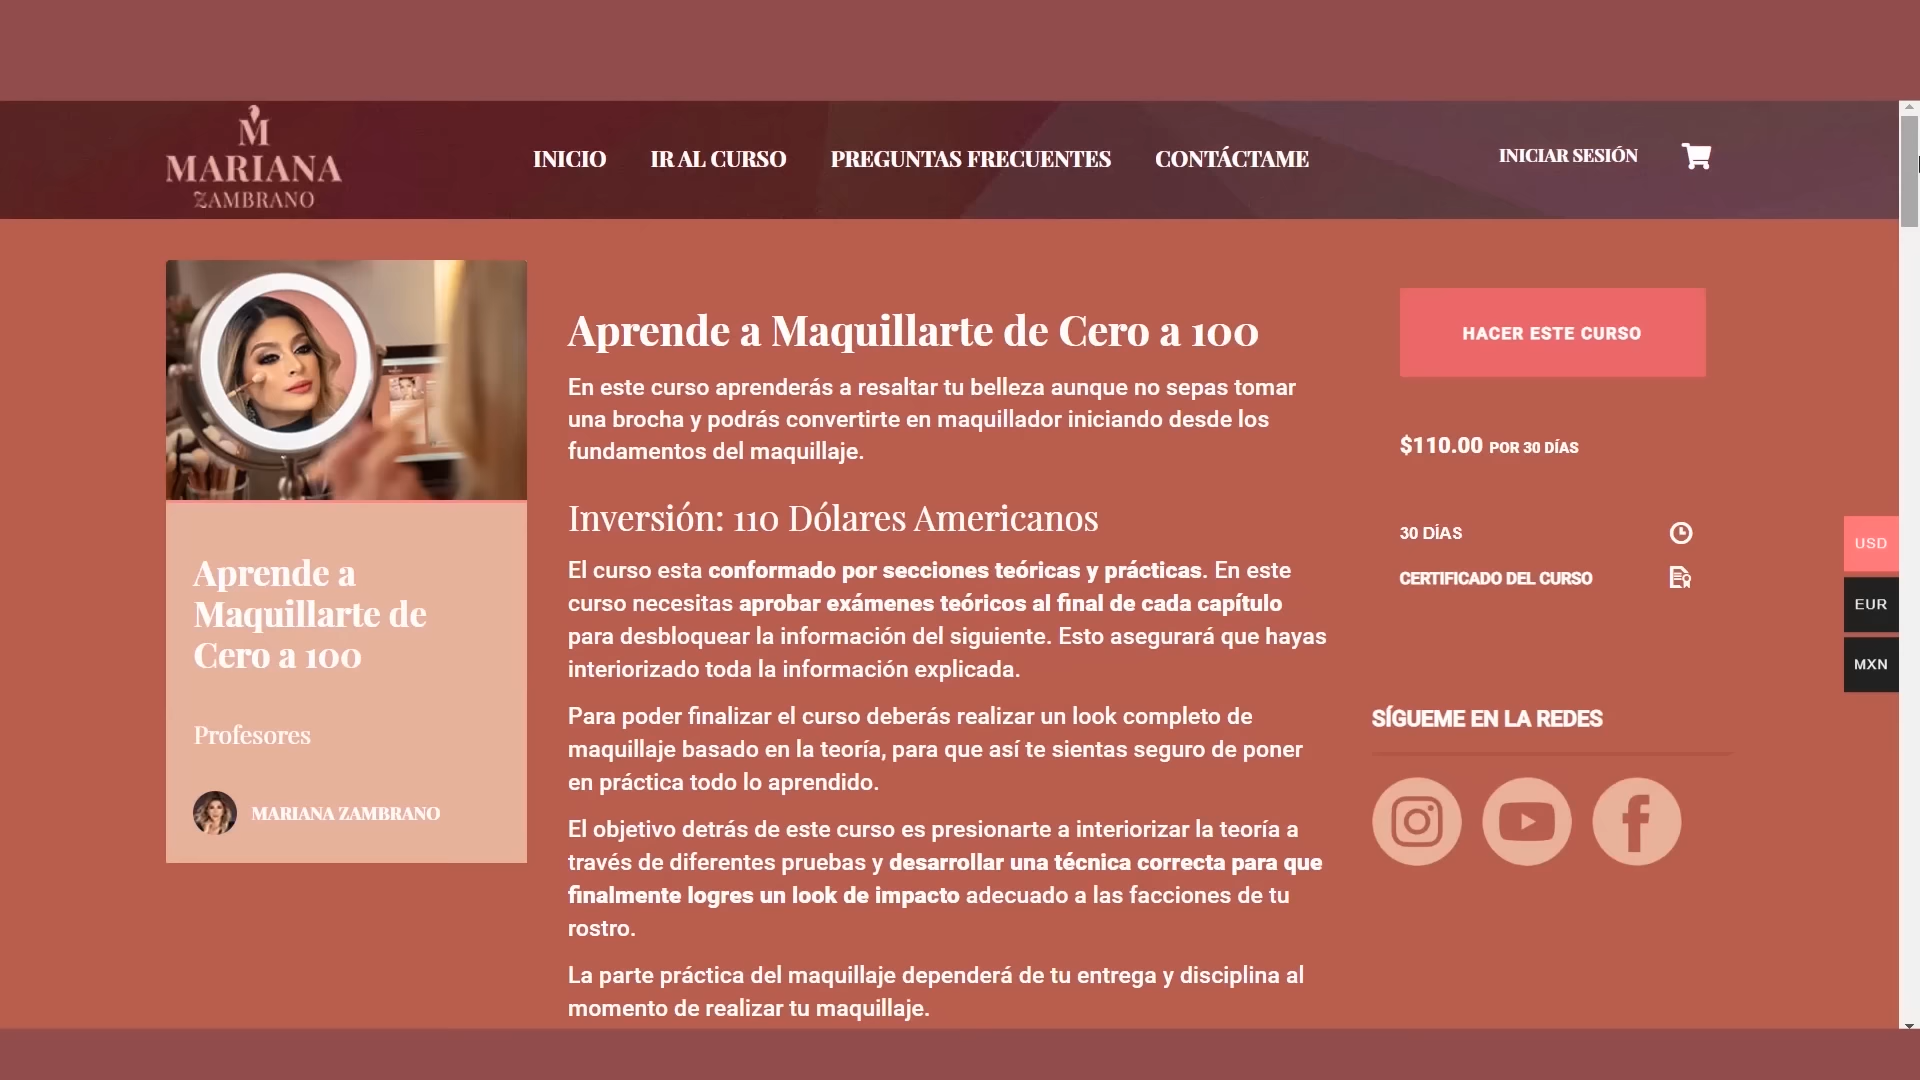 M
MARIANA
ZAMBRANO
INICIO
IR AL CURSO
PREGUNTAS FRECUENTES
CONTÁCTAME
INICIAR SESIÓN
Aprende a
Maquillarte de
Cero a 100
Profesores
MARIANA ZAMBRANO
Aprende a Maquillarte de Cero a 100
En este curso aprenderás a resaltar tu belleza aunque no sepas tomar
una brocha y podrás convertirte en maquillador iniciando desde los
fundamentos del maquillaje.
Inversión: 110 Dólares Americanos
El curso esta conformado por secciones teóricas y prácticas. En este
curso necesitas aprobar exámenes teóricos al final de cada capítulo
para desbloquear la información del siguiente. Esto asegurará que hayas
interiorizado toda la información explicada.
Para poder finalizar el curso deberás realizar un look completo de
maquillaje basado en la teoría, para que así te sientas seguro de poner
en práctica todo lo aprendido.
El objetivo detrás de este curso es presionarte a interiorizar la teoría a
través de diferentes pruebas y desarrollar una técnica correcta para que
finalmente logres un look de impacto adecuado a las facciones de tu
rostro.
La parte práctica del maquillaje dependerá de tu entrega y disciplina al
momento de realizar tu maquillaje.
HACER ESTE CURSO
$110.00 POR 30 DÍAS
30 DÍAS
CERTIFICADO DEL CURSO
SÍGUEME EN LA REDES
USD
EUR
MXN